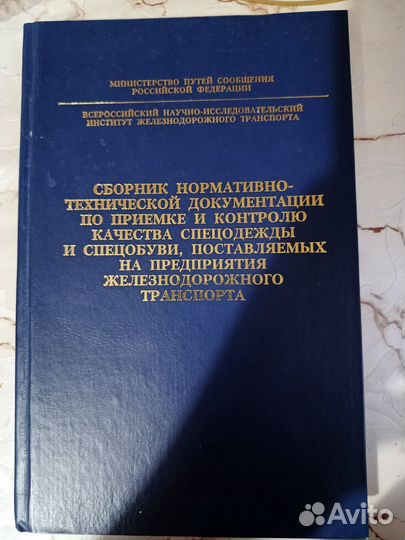 МИНИСТЕРСТВО ПУТЕЙ СООБЩЕНИЯ
РОССИЙСКОЙ ФЕДЕРАЦИИ
ВСЕРОССИЙСКИЙ НАУЧНО-ИССЛЕДОВАТЕЛЬСКИЙ
ИНСТИТУТ ЖЕЛЕЗНОДОРОЖНОГО ТРАНСПОРТА
СБОРНИК НОРМАТИВНО-
ТЕХНИЧЕСКОЙ ДОКУМЕНТАЦИИ
ПО ПРИЕМКЕ И КОНТРОЛЮ
КАЧЕСТВА СПЕЦОДЕЖДЫ
И СПЕЦОБУВИ, ПОСТАВЛЯЕМЫХ
НА ПРЕДПРИЯТИЯ
ЖЕЛЕЗНОДОРОЖНОГО
ТРАНСПОРТА
Avito